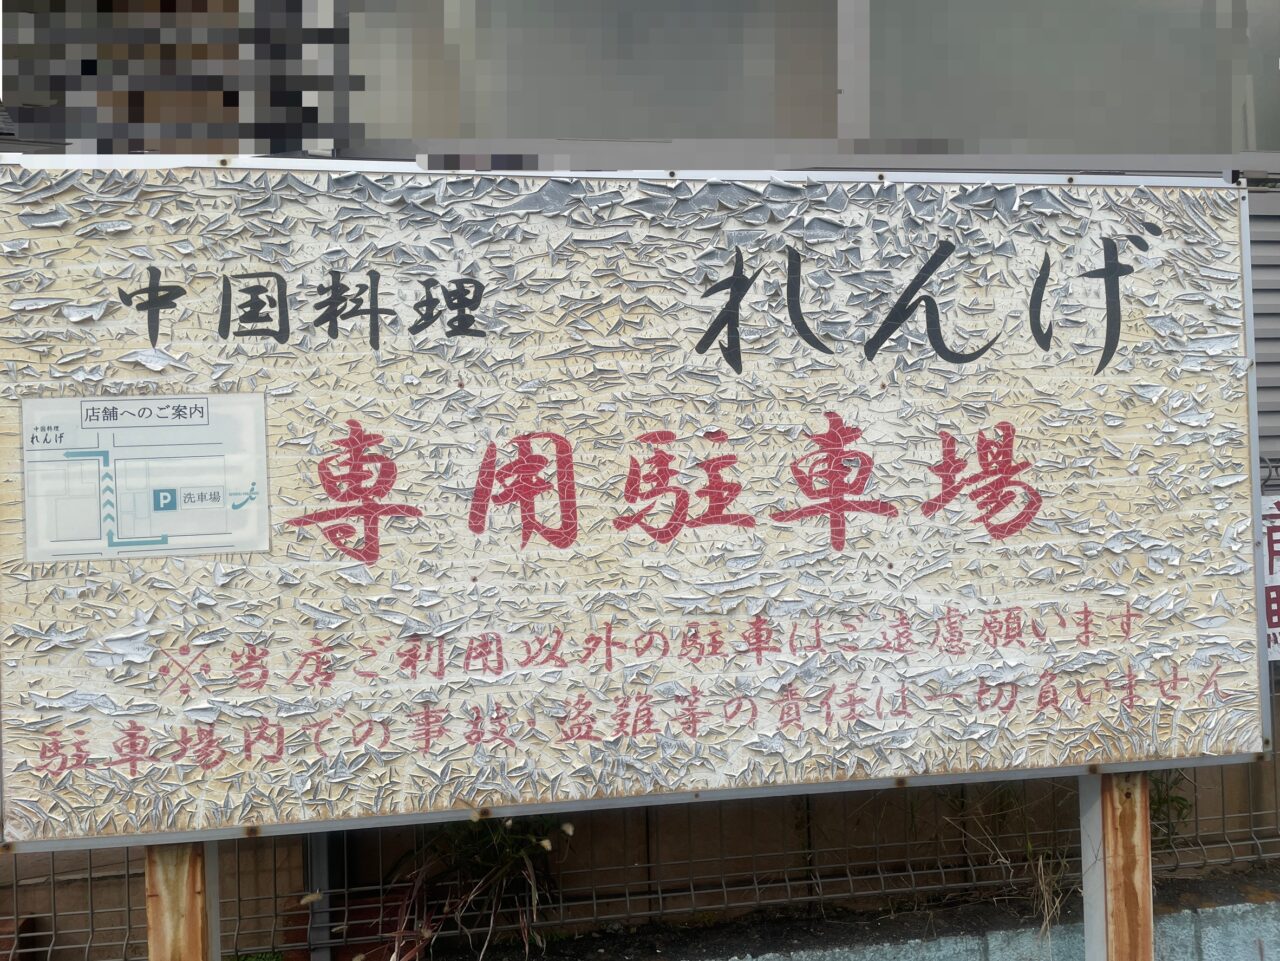 中国料理 れんげ
店舗へのご案内
中国料理
れんげ
P 洗車場
専用駐車場
※当店ご利用以外の駐車はご遠慮願います
駐車場内での事故、盗難等の責任は一切負いません